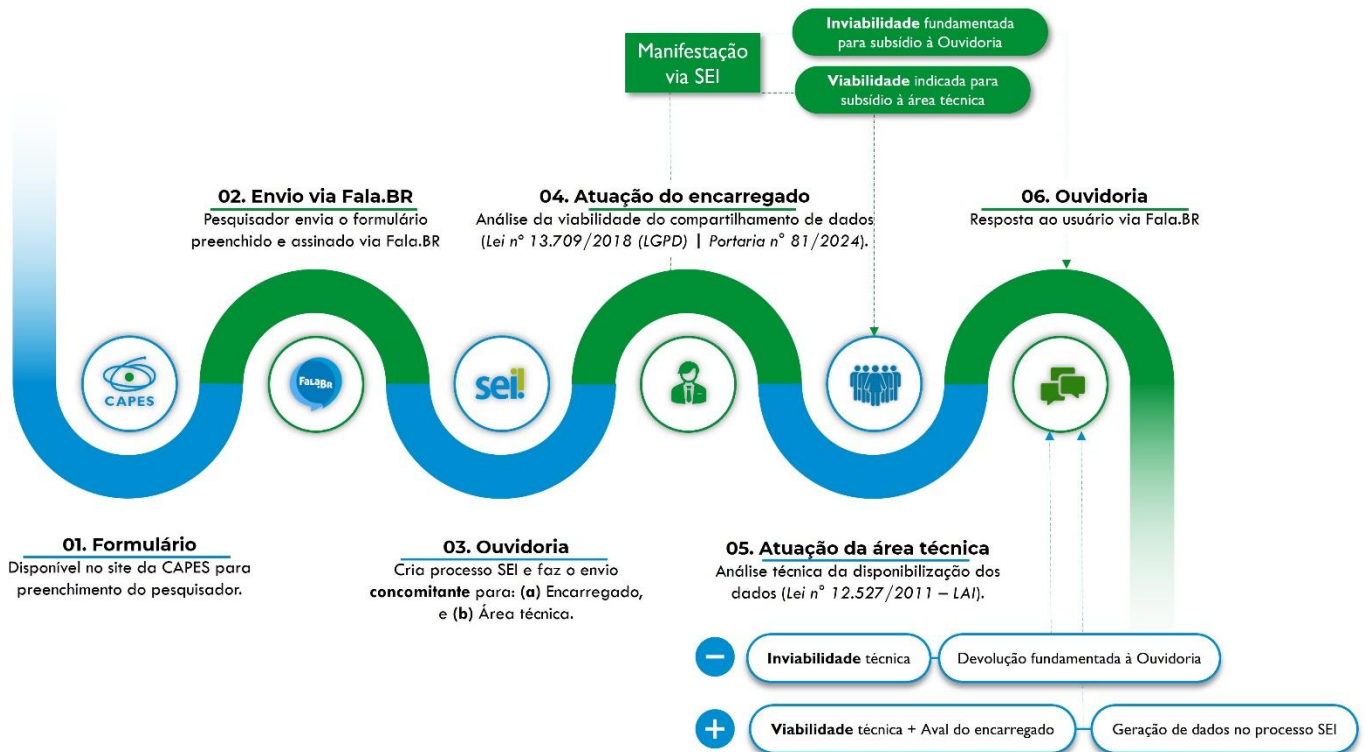 Manifestação
via SEI
Inviabilidade fundamentada
para subsídio à Ouvidoria
Viabilidade indicada para
subsídio à área técnica
02. Envio via Fala.BR
Pesquisador envia o formulário
preenchido e assinado via Fala.BR
04. Atuação do encarregado
Análise da viabilidade do compartilhamento de dados
(Lei n° 13.709/2018 (LGPD) | Portaria n° 81/2024).
06. Ouvidoria
Resposta ao usuário via Fala.BR
CAPES
FALABR
sei!
01. Formulário
Disponível no site da CAPES para
preenchimento do pesquisador.
03. Ouvidoria
Cria processo SEI e faz o envio
concomitante para: (a) Encarregado,
e (b) Área técnica.
05. Atuação da área técnica
Análise técnica da disponibilização dos
dados (Lei n° 12.527/2011 – LAI).
Inviabilidade técnica
Devolução fundamentada à Ouvidoria
Viabilidade técnica + Aval do encarregado
Geração de dados no processo SEI